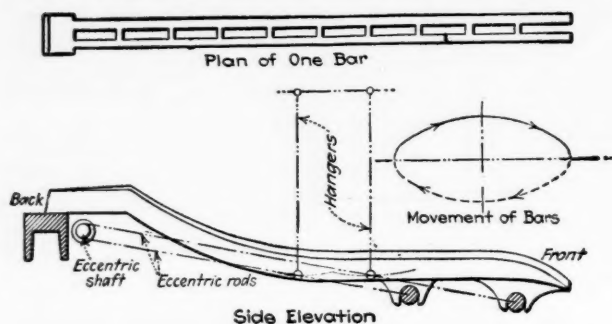 Plan of One Bar
Hangers
Back
Movement of Bars
Front
Eccentric
shaft
Eccentric rods
Side Elevation